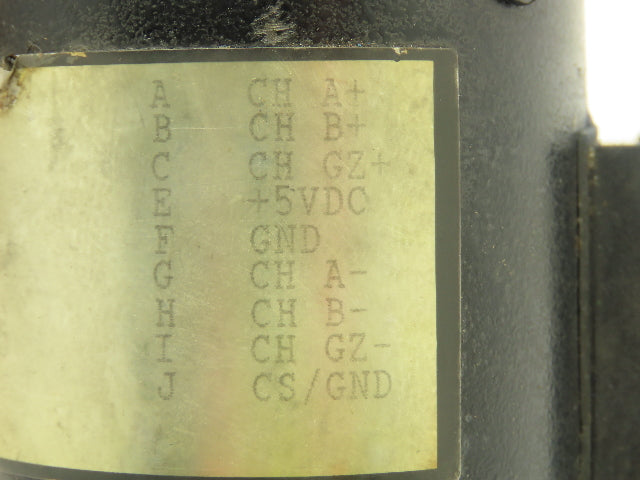 A CH A+
B CH B+
C CH GZ+
E +5VDC
F GND
G CH A-
H CH B-
I CH GZ-
J CS/GND